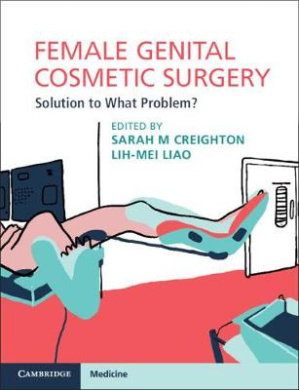 FEMALE GENITAL
COSMETIC SURGERY
Solution to What Problem?
EDITED BY
SARAH M CREIGHTON
LIH-MEI LIAO
CAMBRIDGE
Medicine